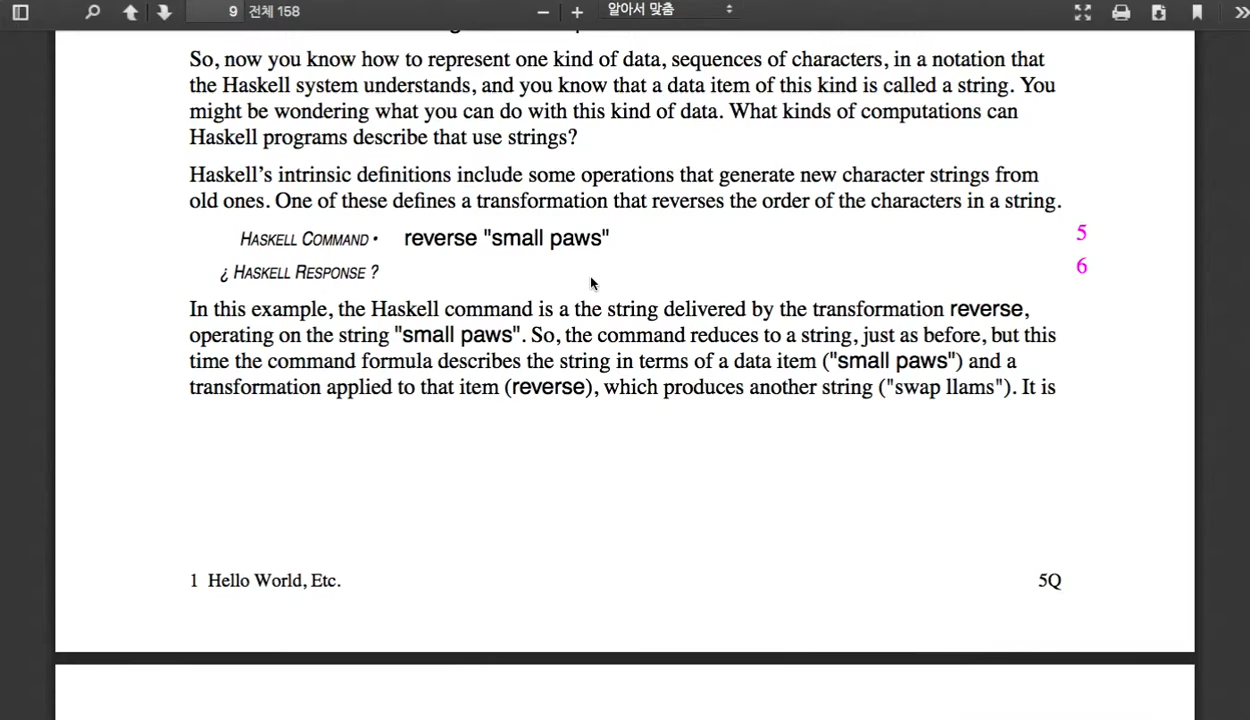 9 전체 158 알아서 맞춤
So, now you know how to represent one kind of data, sequences of characters, in a notation that
the Haskell system understands, and you know that a data item of this kind is called a string. You
might be wondering what you can do with this kind of data. What kinds of computations can
Haskell programs describe that use strings?
Haskell's intrinsic definitions include some operations that generate new character strings from
old ones. One of these defines a transformation that reverses the order of the characters in a string.
HASKELL COMMAND • reverse "small paws" 5
¿ HASKELL RESPONSE ? 6
In this example, the Haskell command is a the string delivered by the transformation reverse,
operating on the string "small paws". So, the command reduces to a string, just as before, but this
time the command formula describes the string in terms of a data item ("small paws") and a
transformation applied to that item (reverse), which produces another string ("swap llams"). It is
1 Hello World, Etc. 5Q